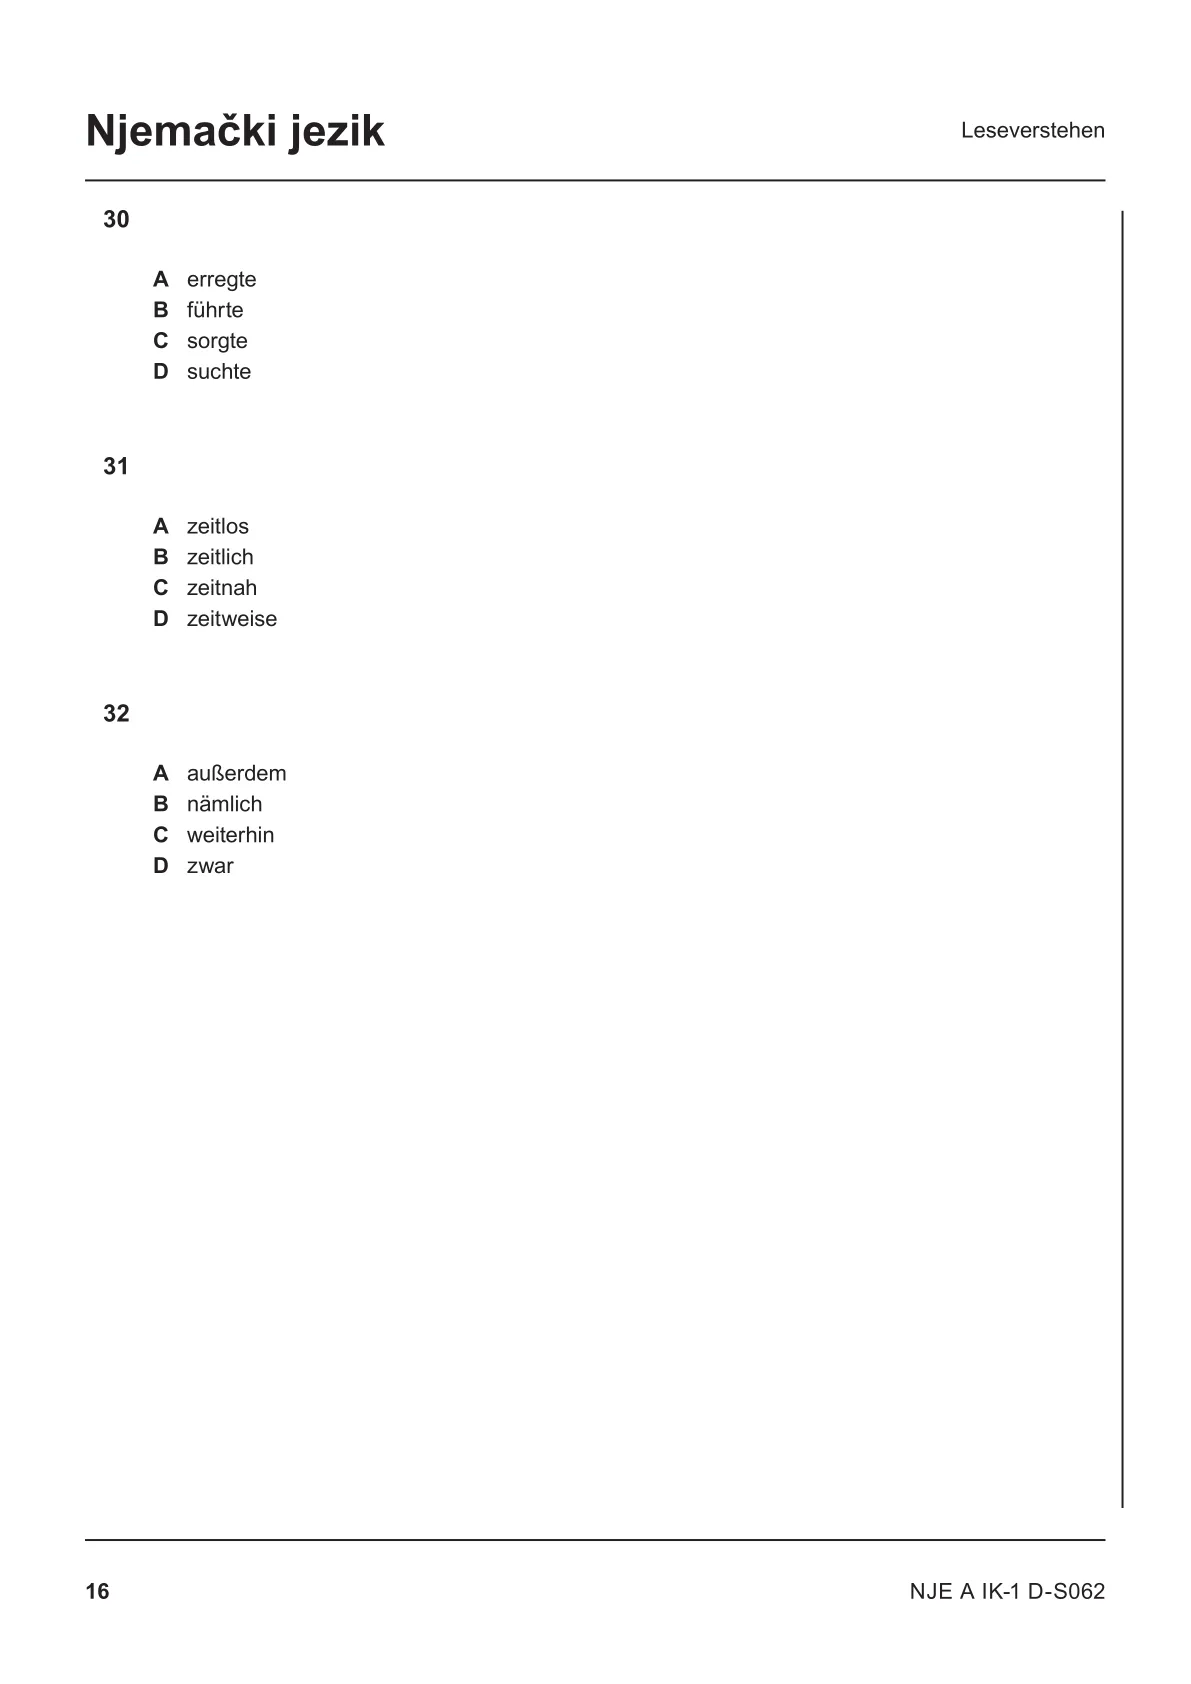 Njemački jezik
Leseverstehen
30
A erregte
B führte
C sorgte
D suchte
31
A zeitlos
B zeitlich
C zeitnah
D zeitweise
32
A außerdem
B nämlich
C weiterhin
D zwar
16
NJE A IK-1 D-S062